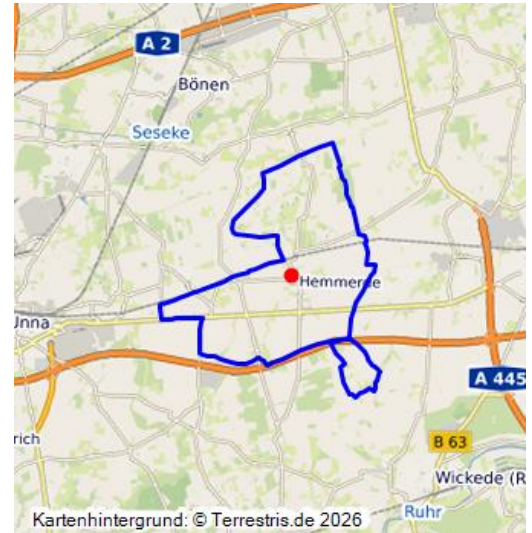 A 2
Bönen
Seseke
Hemmerde
Unna
A 445
rich
B 63
Wickede (R
Ruhr
Kartenhintergrund: © Terrestris.de 2026